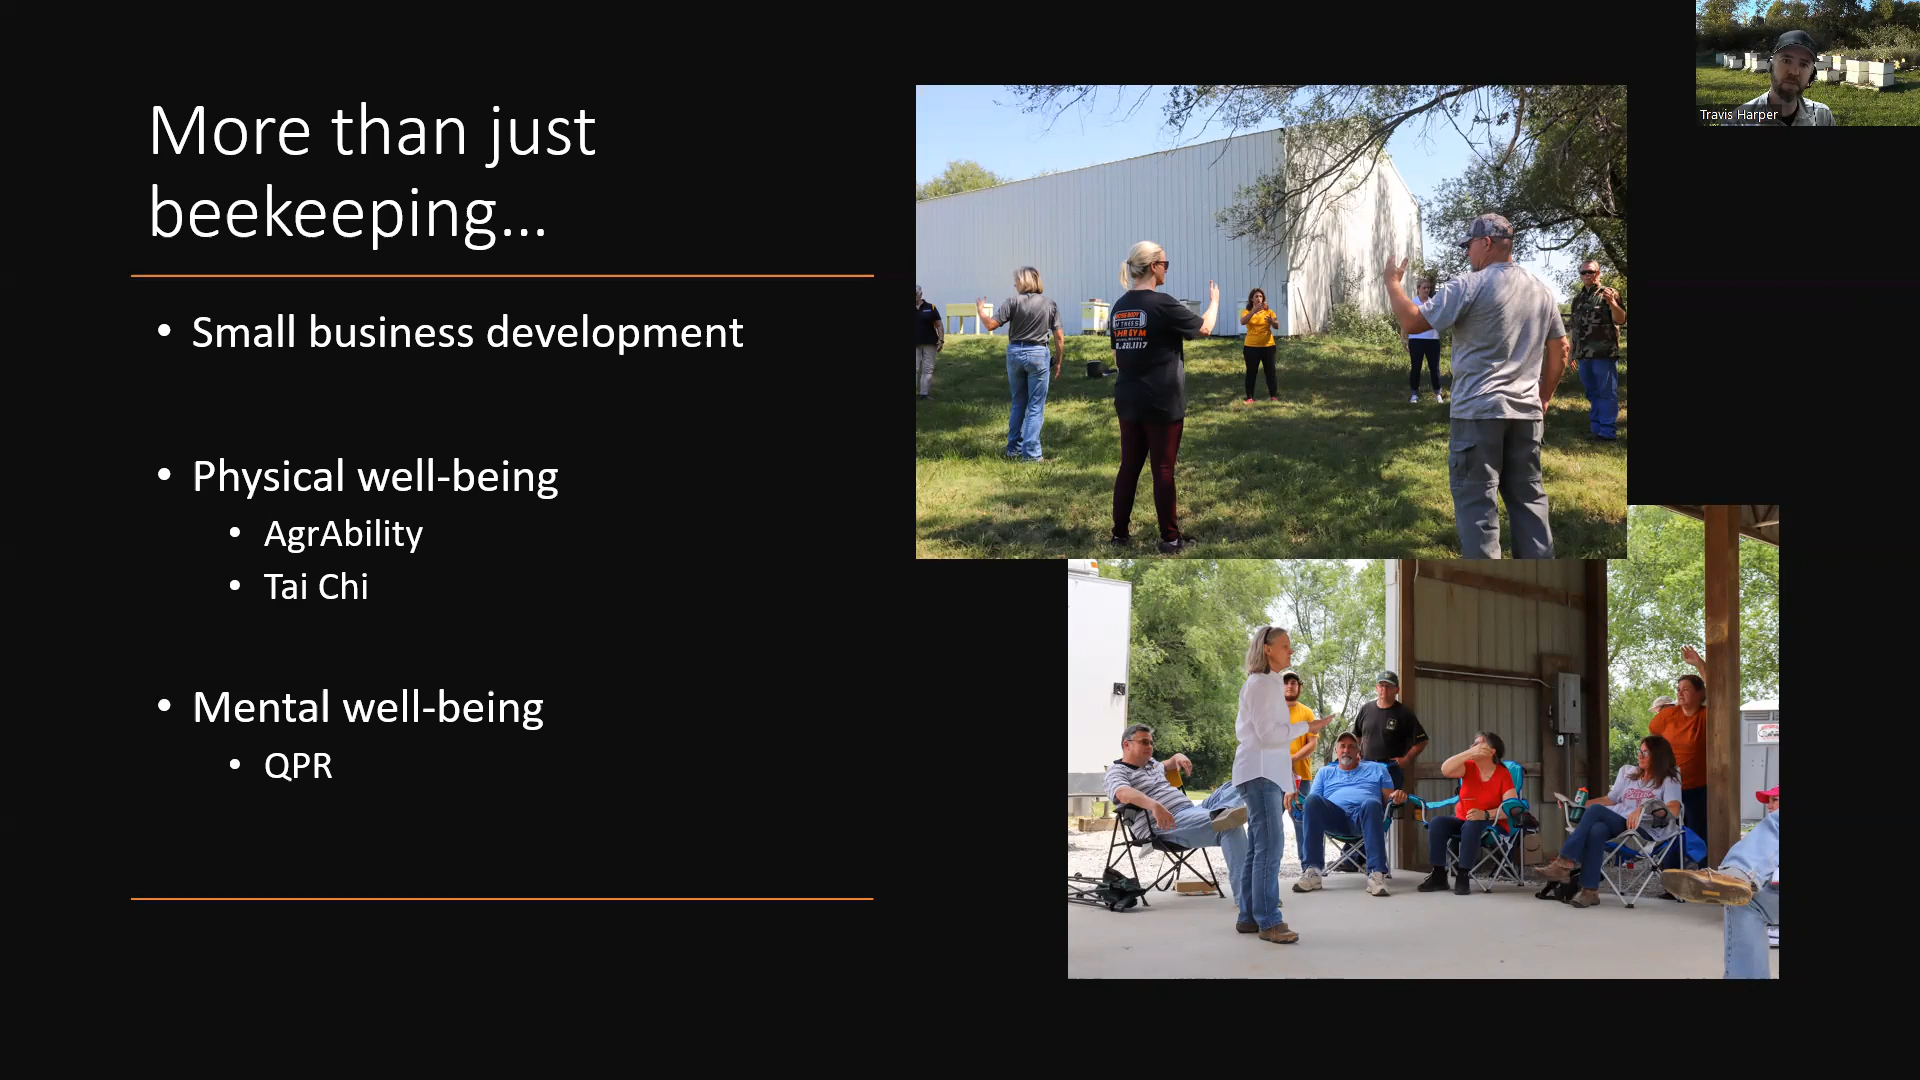 More than just
beekeeping...
• Small business development
• Physical well-being
• AgrAbility
• Tai Chi
• Mental well-being
• QPR
Travis Harper